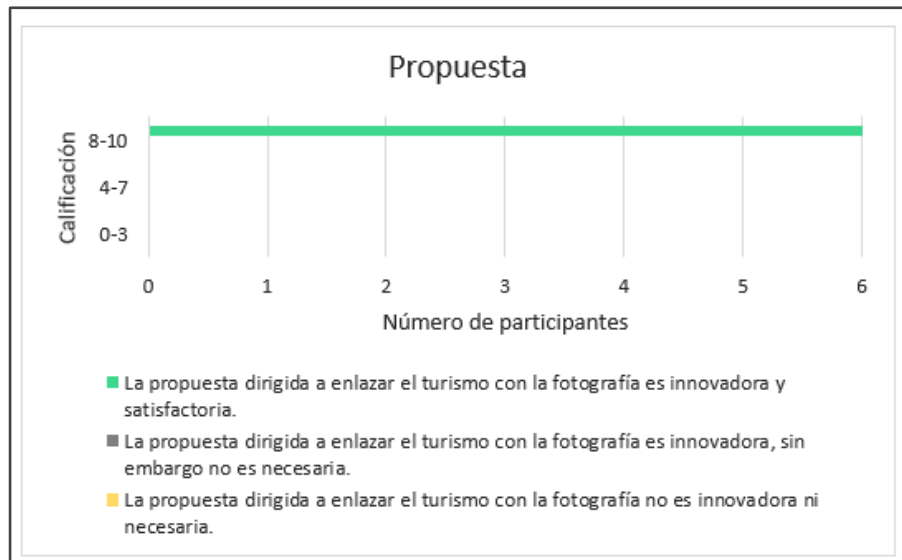 Propuesta
Calificación
8-10
4-7
0-3
0 1 2 3 4 5 6
Número de participantes
La propuesta dirigida a enlazar el turismo con la fotografía es innovadora y
satisfactoria.
La propuesta dirigida a enlazar el turismo con la fotografía es innovadora, sin
embargo no es necesaria.
La propuesta dirigida a enlazar el turismo con la fotografía no es innovadora ni
necesaria.